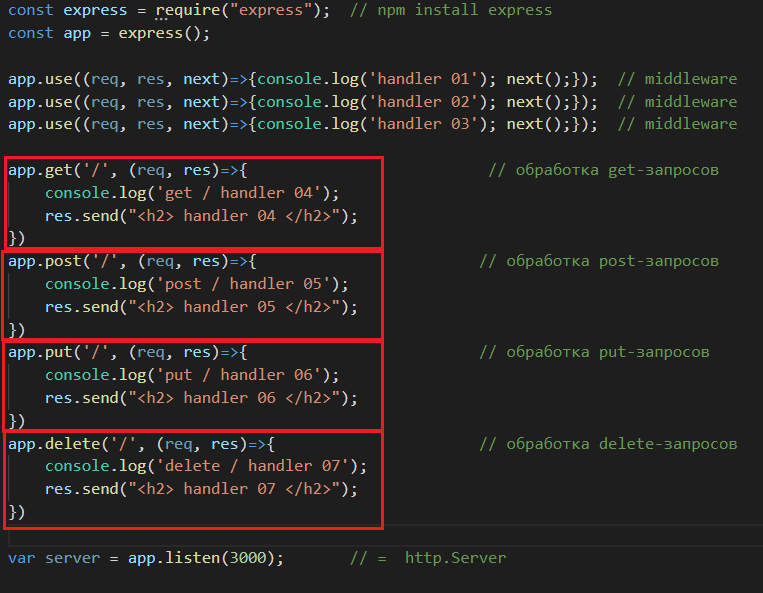 const express = require("express");  // npm install express
const app = express();
app.use((req, res, next)=>{console.log('handler 01'); next();});  // middleware
app.use((req, res, next)=>{console.log('handler 02'); next();});  // middleware
app.use((req, res, next)=>{console.log('handler 03'); next();});  // middleware
app.get('/', (req, res)=>{                          // обработка get-запросов
    console.log('get / handler 04');
    res.send("<h2> handler 04 </h2>");
})
app.post('/', (req, res)=>{                        // обработка post-запросов
    console.log('post / handler 05');
    res.send("<h2> handler 05 </h2>");
})
app.put('/', (req, res)=>{                         // обработка put-запросов
    console.log('put / handler 06');
    res.send("<h2> handler 06 </h2>");
})
app.delete('/', (req, res)=>{                      // обработка delete-запросов
    console.log('delete / handler 07');
    res.send("<h2> handler 07 </h2>");
})
var server = app.listen(3000);       // =  http.Server